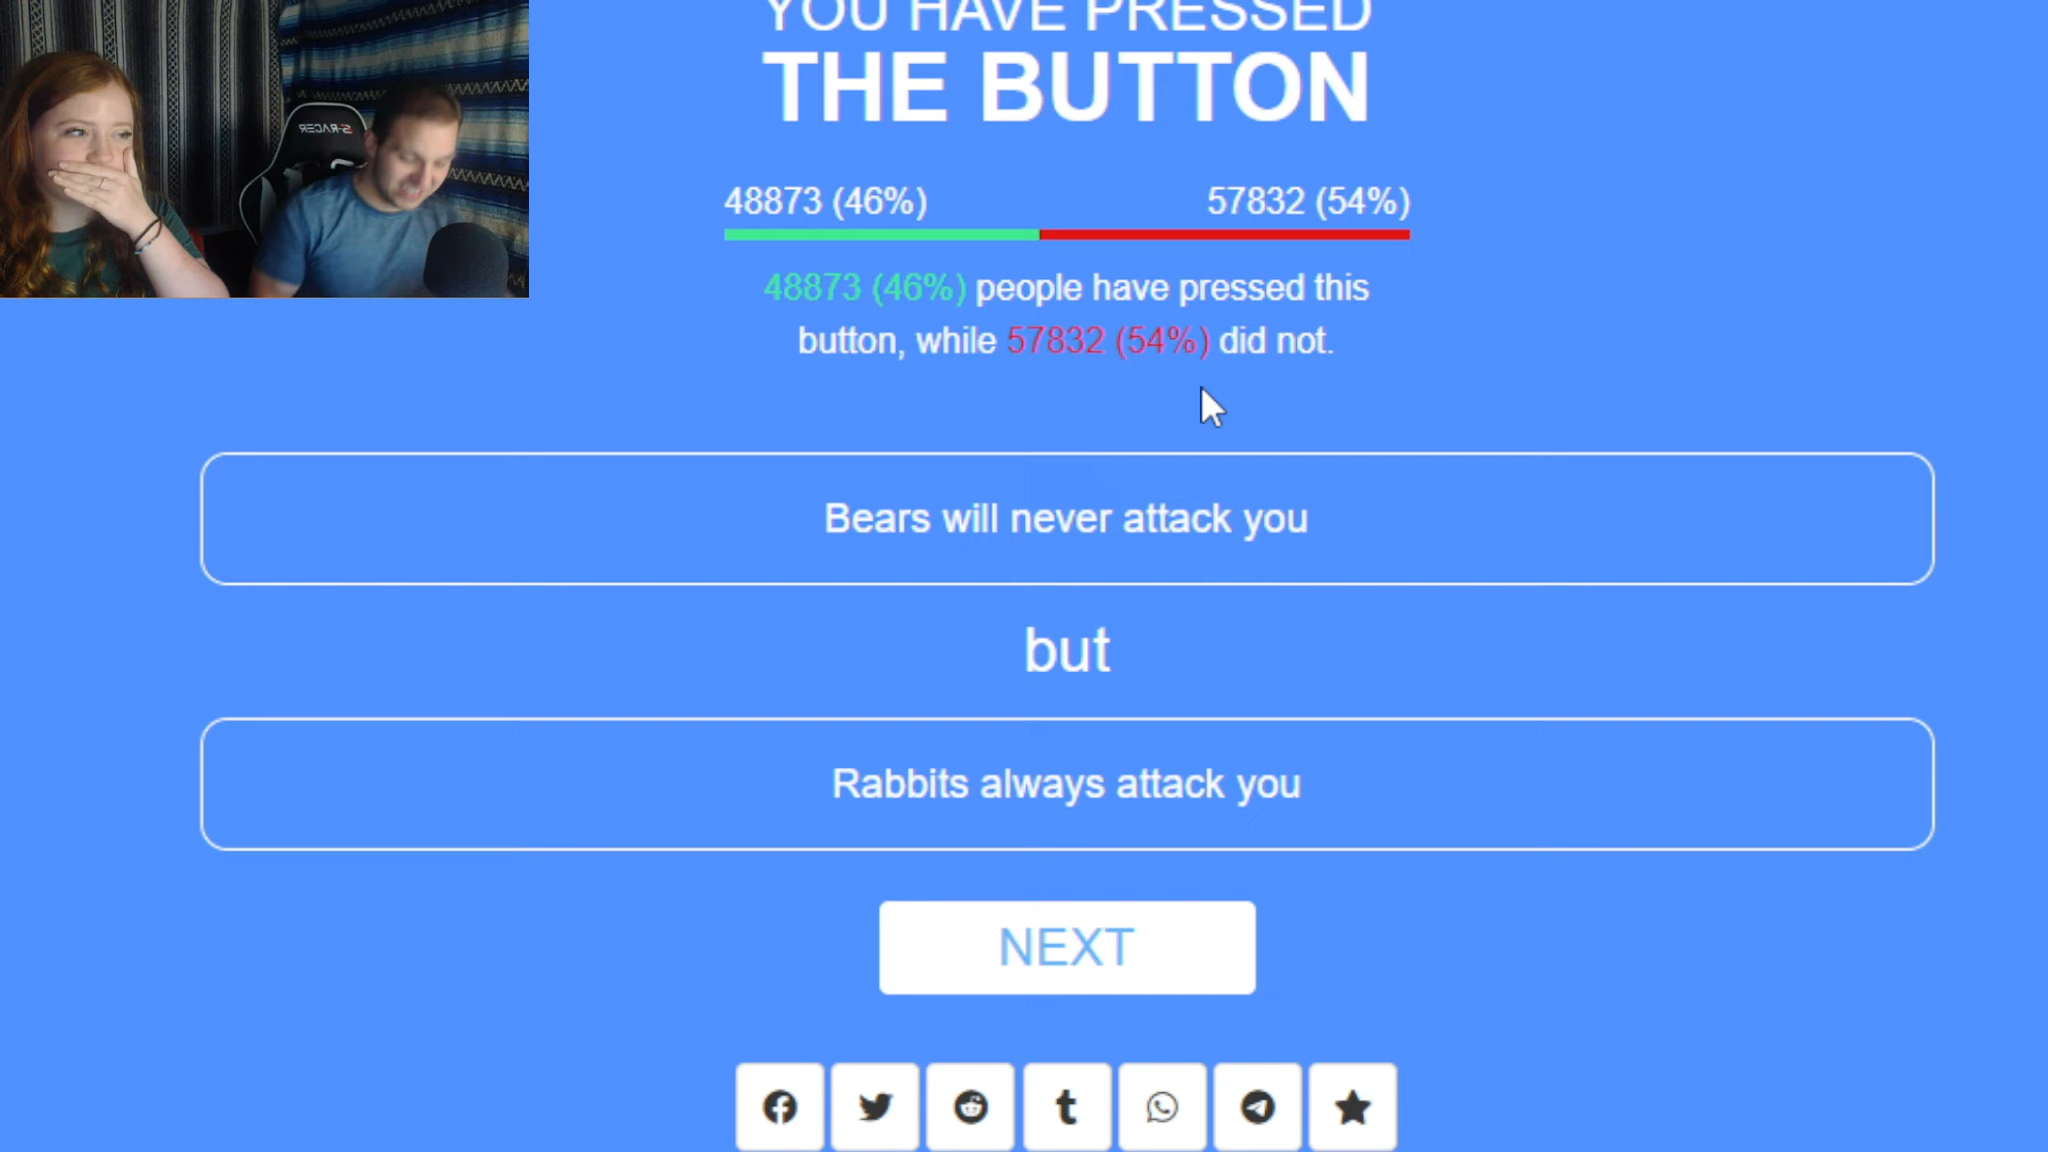 YOU HAVE PRESSED
THE BUTTON
48873 (46%) 57832 (54%)
48873 (46%) people have pressed this
button, while 57832 (54%) did not.
Bears will never attack you
but
Rabbits always attack you
NEXT
S-RACER